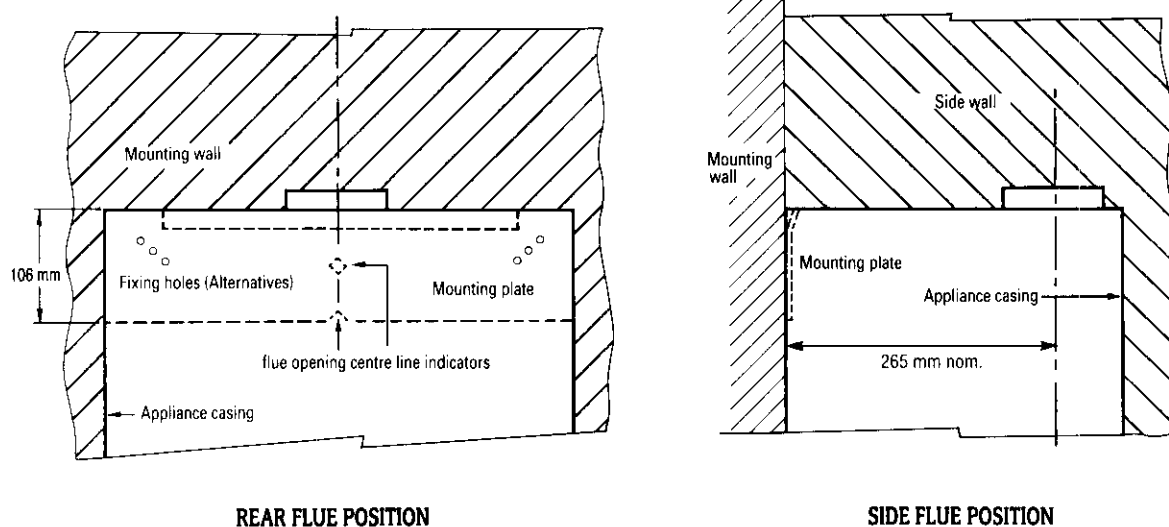 Mounting wall
106 mm
Fixing holes (Alternatives)
Mounting plate
flue opening centre line indicators
Appliance casing
REAR FLUE POSITION
Side wall
Mounting
wall
Mounting plate
Appliance casing
265 mm nom.
SIDE FLUE POSITION